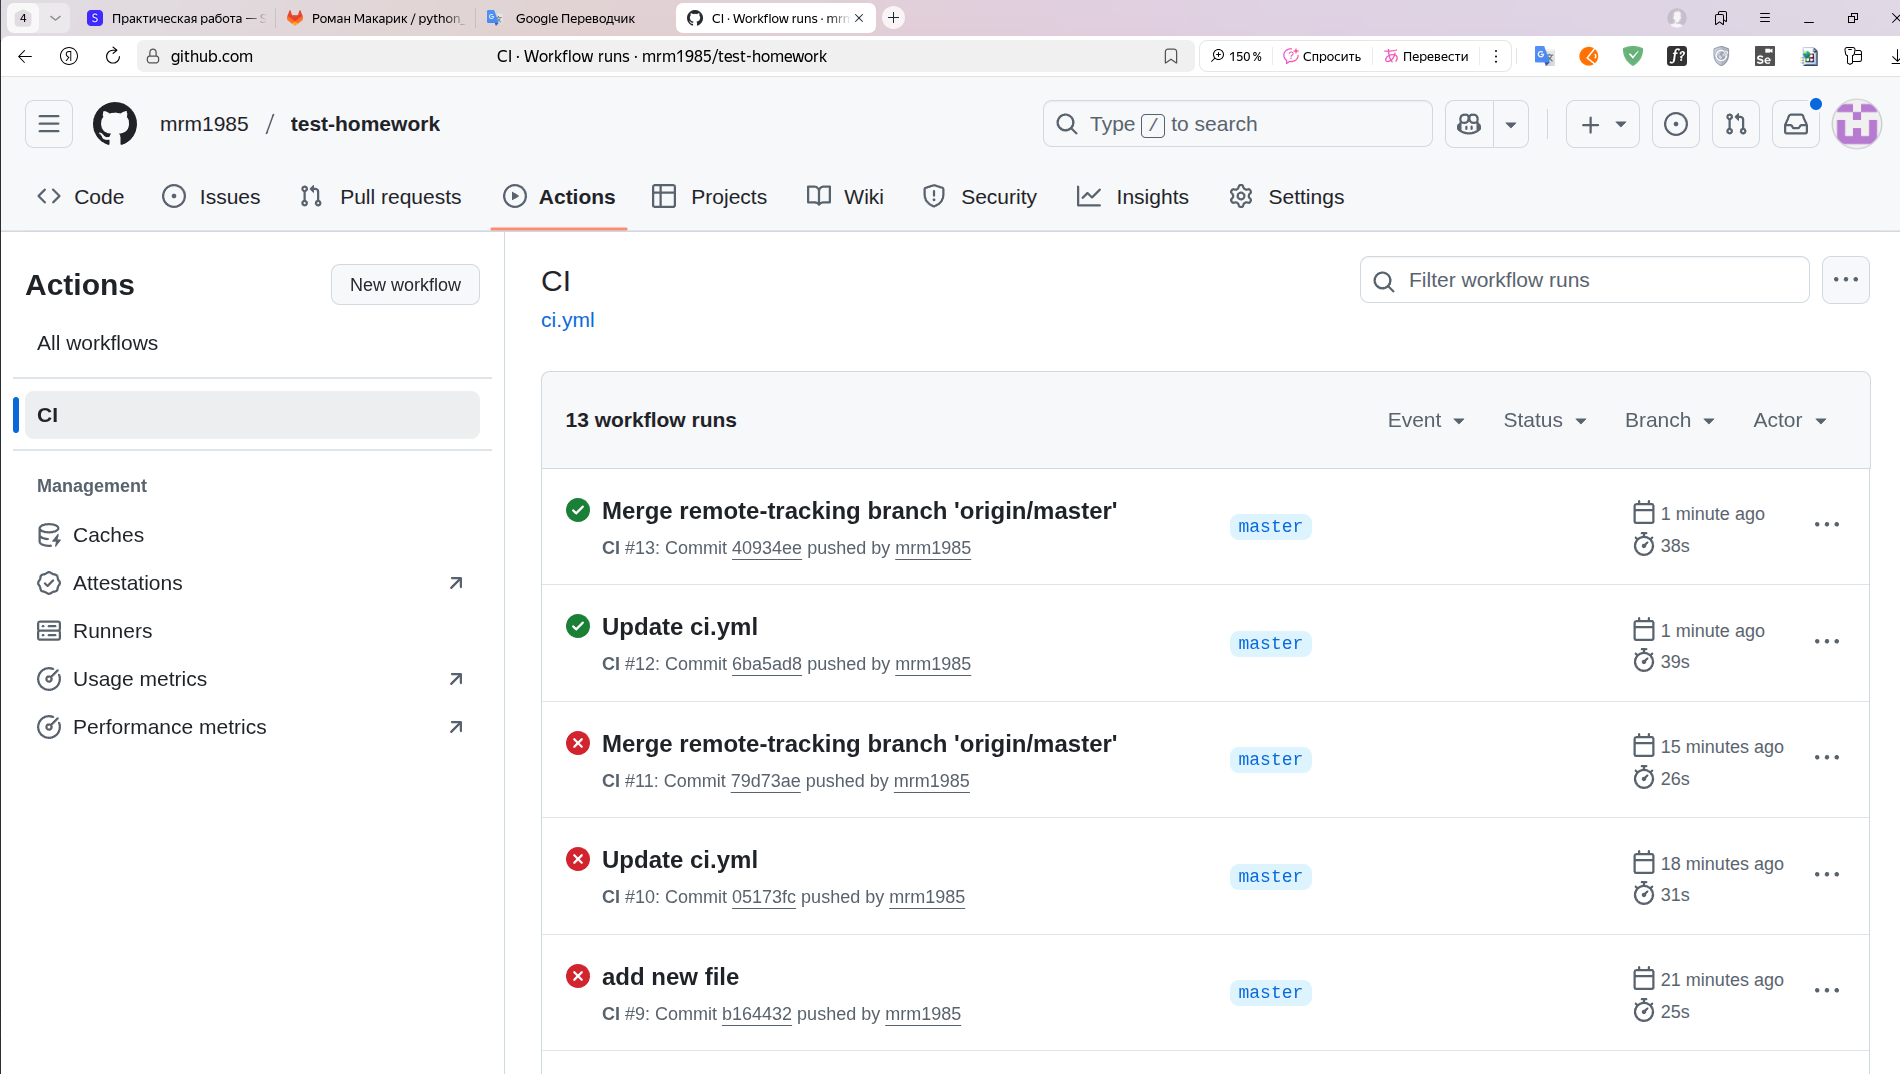 4
S Практическая работа — S
Роман Макарик / python_
Google Переводчик
CI · Workflow runs · mrm
github.com
CI · Workflow runs · mrm1985/test-homework
150 %
Спросить
Перевести
mrm1985 / test-homework
Type / to search
Code
Issues
Pull requests
Actions
Projects
Wiki
Security
Insights
Settings
Actions
New workflow
All workflows
CI
Management
Caches
Attestations
Runners
Usage metrics
Performance metrics
CI
ci.yml
Filter workflow runs
13 workflow runs
Event
Status
Branch
Actor
Merge remote-tracking branch 'origin/master'
CI #13: Commit 40934ee pushed by mrm1985
master
1 minute ago
38s
Update ci.yml
CI #12: Commit 6ba5ad8 pushed by mrm1985
master
1 minute ago
39s
Merge remote-tracking branch 'origin/master'
CI #11: Commit 79d73ae pushed by mrm1985
master
15 minutes ago
26s
Update ci.yml
CI #10: Commit 05173fc pushed by mrm1985
master
18 minutes ago
31s
add new file
CI #9: Commit b164432 pushed by mrm1985
master
21 minutes ago
25s